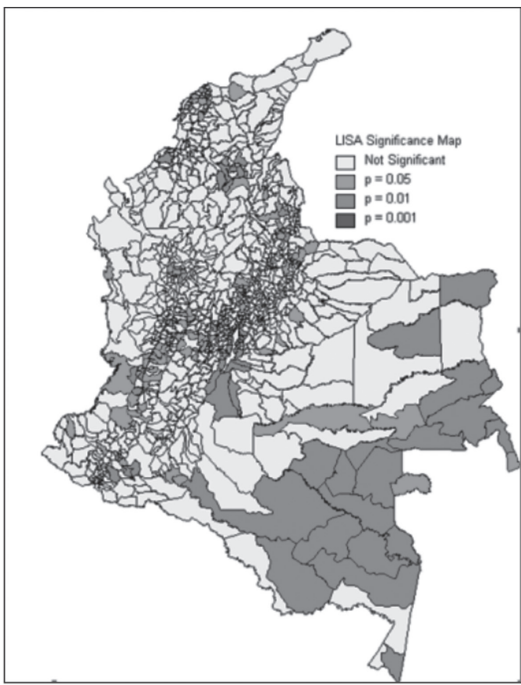 LISA Significance Map
Not Significant
p = 0.05
p = 0.01
p = 0.001